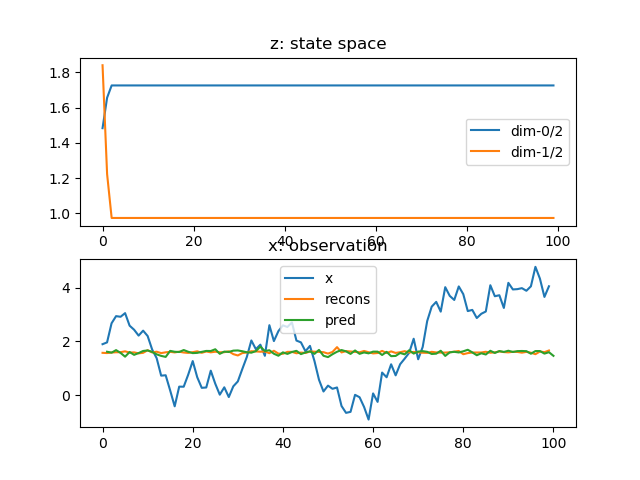 z: state space
1.8
1.6
1.4
1.2
1.0
dim-0/2
dim-1/2
0 20 40 60 80 100
x: observation
4
2
0
x
recons
pred
0 20 40 60 80 100